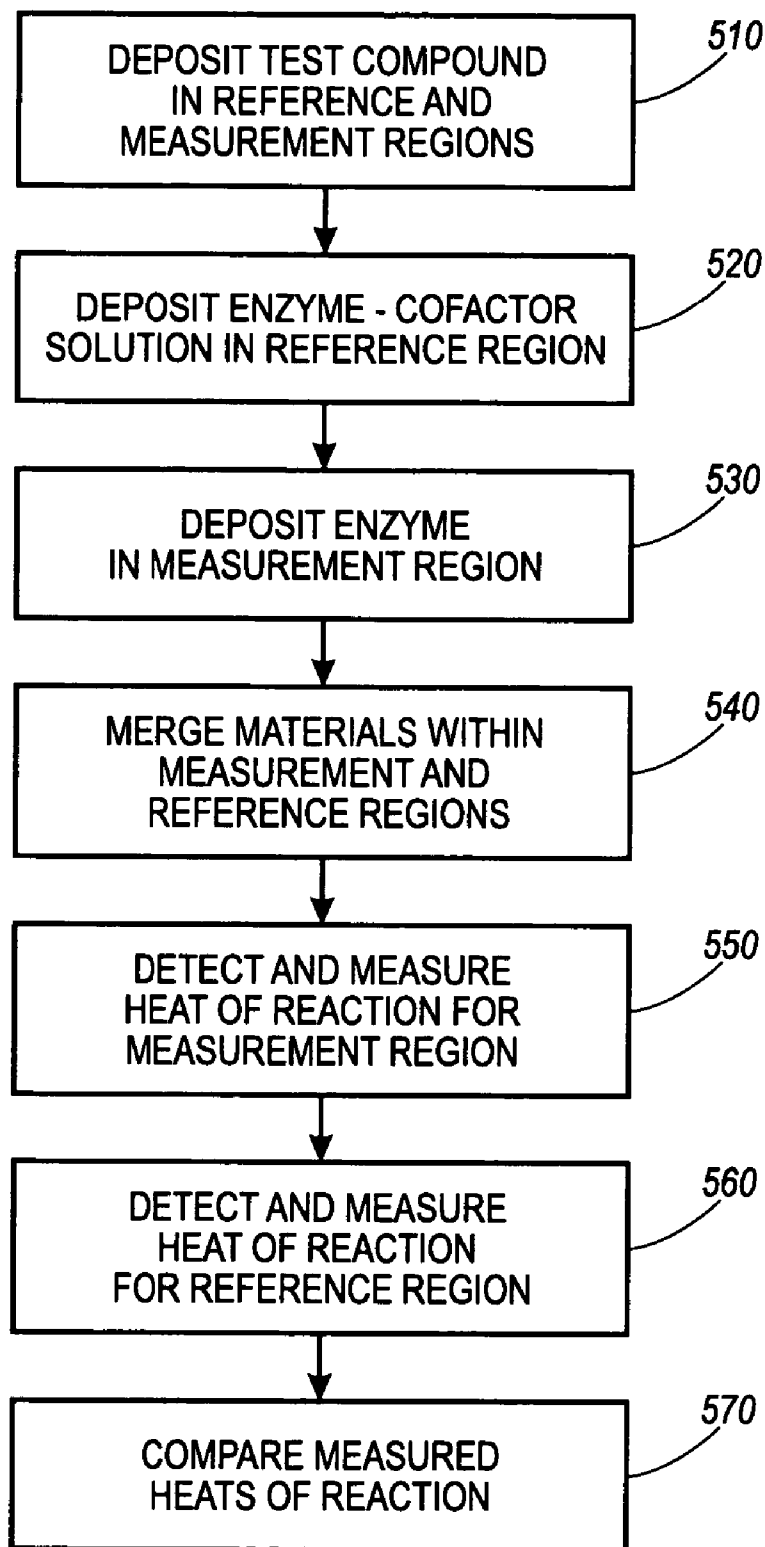 510
DEPOSIT TEST COMPOUND
IN REFERENCE AND
MEASUREMENT REGIONS
520
DEPOSIT ENZYME - COFACTOR
SOLUTION IN REFERENCE REGION
530
DEPOSIT ENZYME
IN MEASUREMENT REGION
540
MERGE MATERIALS WITHIN
MEASUREMENT AND
REFERENCE REGIONS
550
DETECT AND MEASURE
HEAT OF REACTION FOR
MEASUREMENT REGION
560
DETECT AND MEASURE
HEAT OF REACTION
FOR REFERENCE REGION
570
COMPARE MEASURED
HEATS OF REACTION